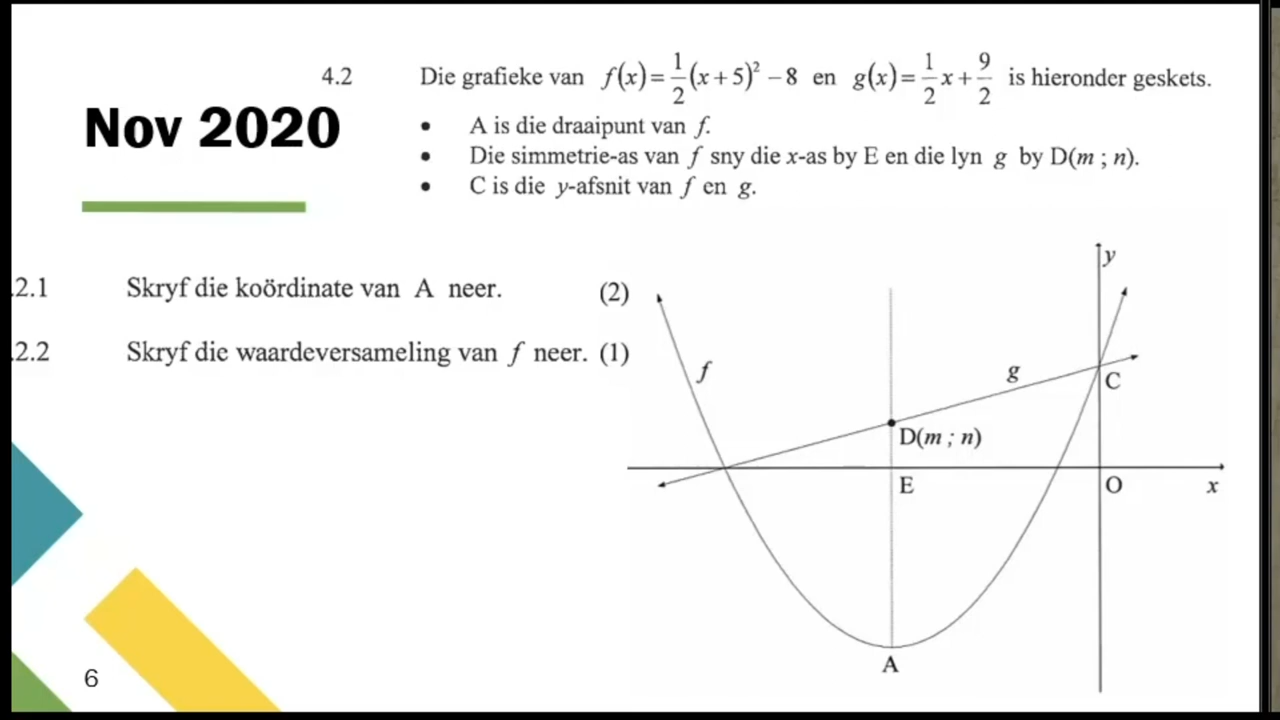 4.2 Die grafieke van f(x) = 1/2(x + 5)² − 8 en g(x) = 1/2x + 9/2 is hieronder geskets.
Nov 2020
• A is die draaipunt van f.
• Die simmetrie-as van f sny die x-as by E en die lyn g by D(m ; n).
• C is die y-afsnit van f en g.
.2.1 Skryf die koördinate van A neer. (2)
.2.2 Skryf die waardeversameling van f neer. (1)
y
f
g
C
D(m ; n)
E
O
x
A
6